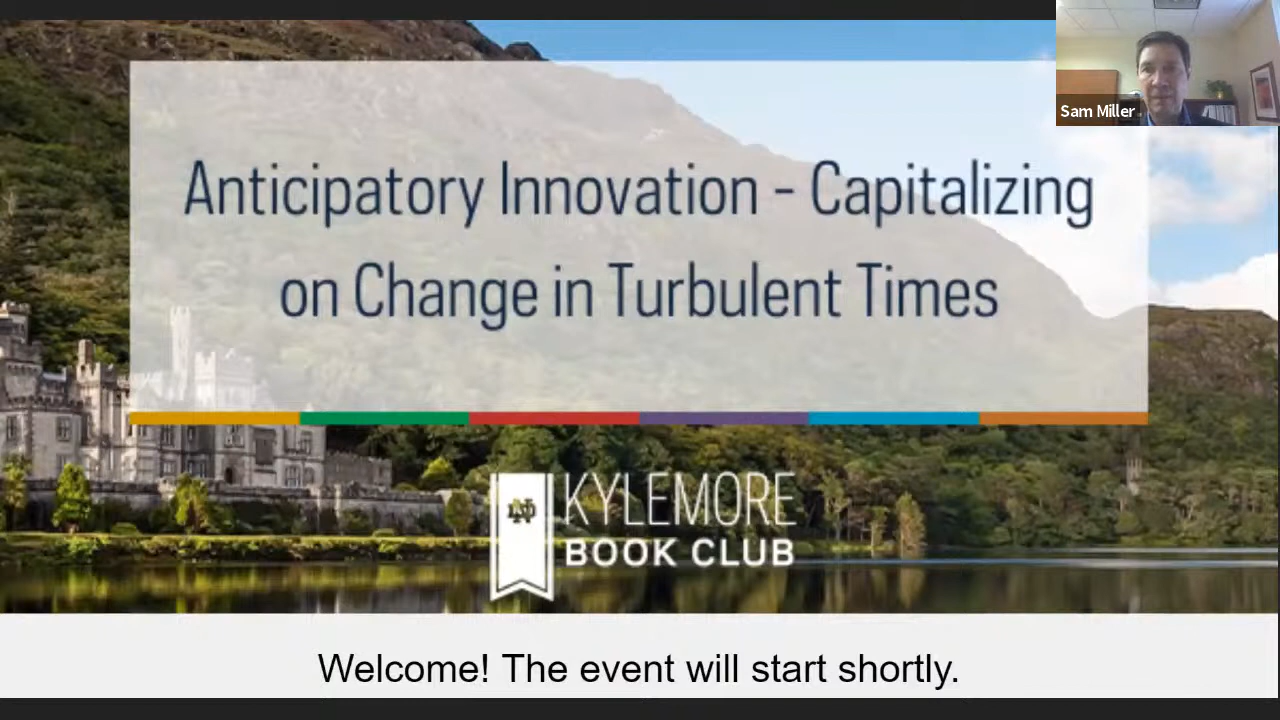 Sam Miller
Anticipatory Innovation - Capitalizing
on Change in Turbulent Times
ND
KYLEMORE
BOOK CLUB
Welcome! The event will start shortly.